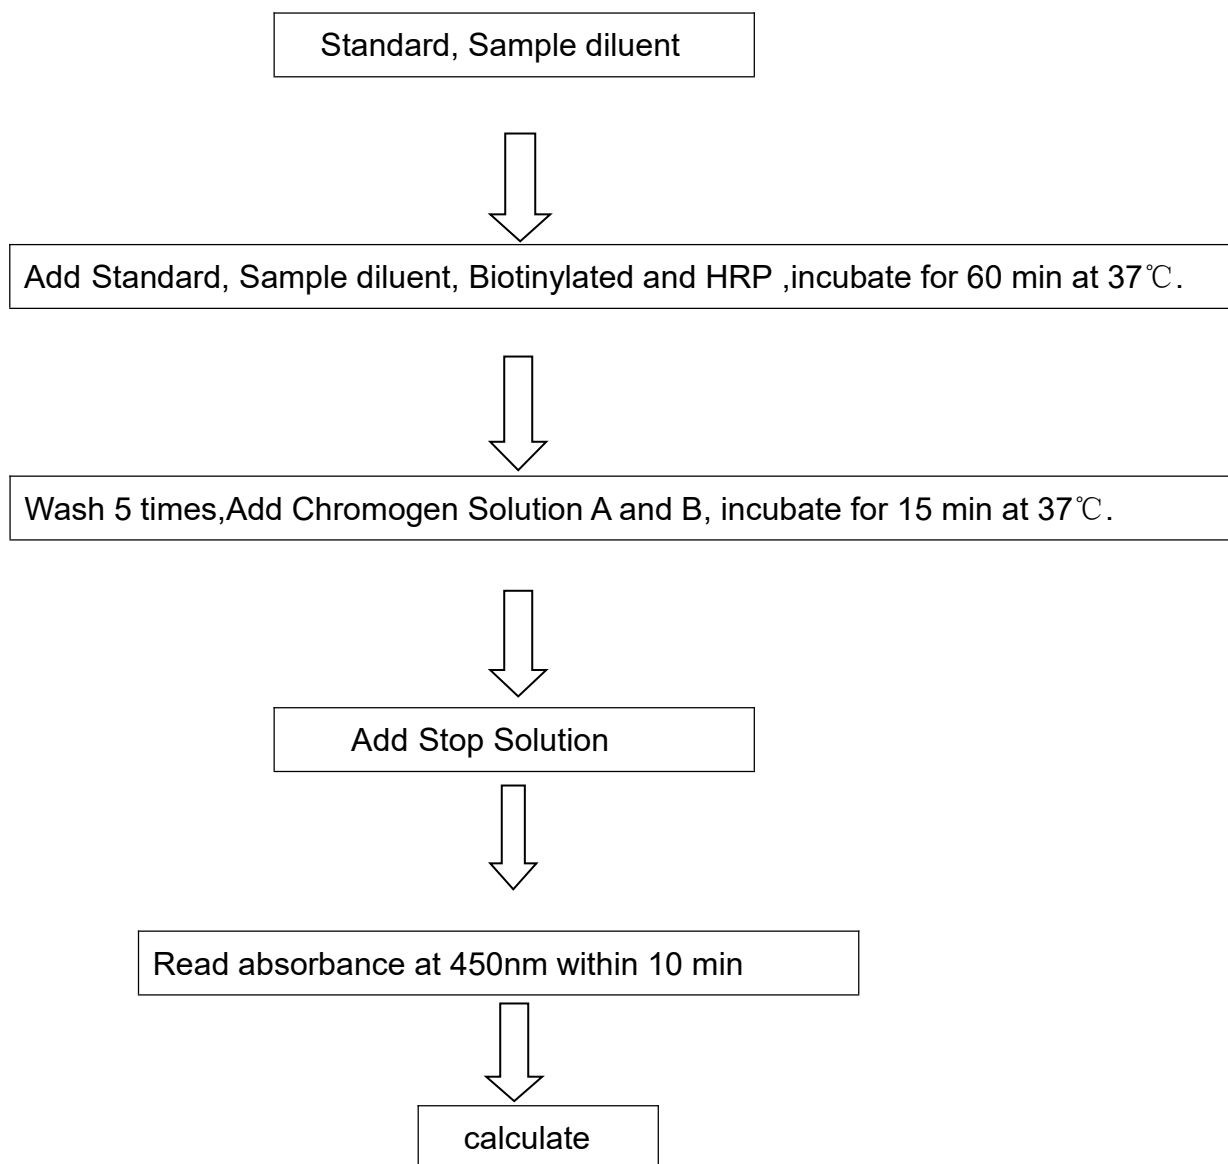 Standard, Sample diluent
Add Standard, Sample diluent, Biotinylated and HRP ,incubate for 60 min at 37℃.
Wash 5 times,Add Chromogen Solution A and B, incubate for 15 min at 37℃.
Add Stop Solution
Read absorbance at 450nm within 10 min
calculate